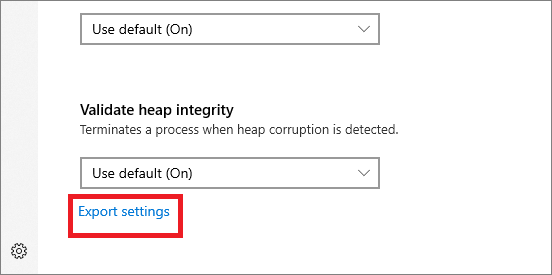 Use default (On)
Validate heap integrity
Terminates a process when heap corruption is detected.
Use default (On)
Export settings